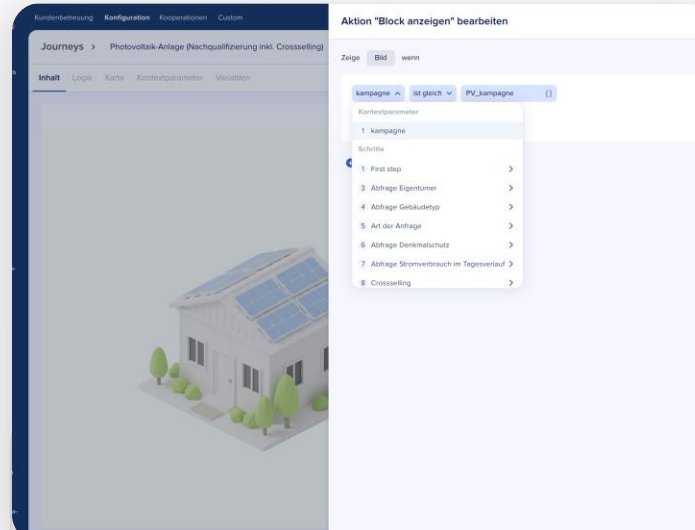 Kundenbetreuung Konfiguration Kooperationen Custom
Journeys > Photovoltaik-Anlage (Nachqualifizierung inkl. Crossselling)
Inhalt Logik Karte Kontextparameter Variablen
Aktion "Block anzeigen" bearbeiten
Zeige Bild wenn
kampagne ist gleich PV_kampagne {}
Kontextparameter
1 kampagne
Schritte
1 First step
3 Abfrage Eigentümer
4 Abfrage Gebäudetyp
5 Art der Anfrage
6 Abfrage Denkmalschutz
7 Abfrage Stromverbrauch im Tagesverlauf
8 Crossselling